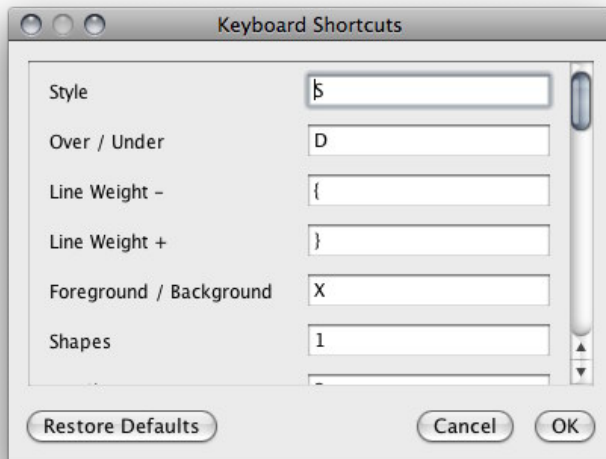 Keyboard Shortcuts
Style S
Over / Under D
Line Weight - {
Line Weight + }
Foreground / Background X
Shapes 1
Restore Defaults Cancel OK